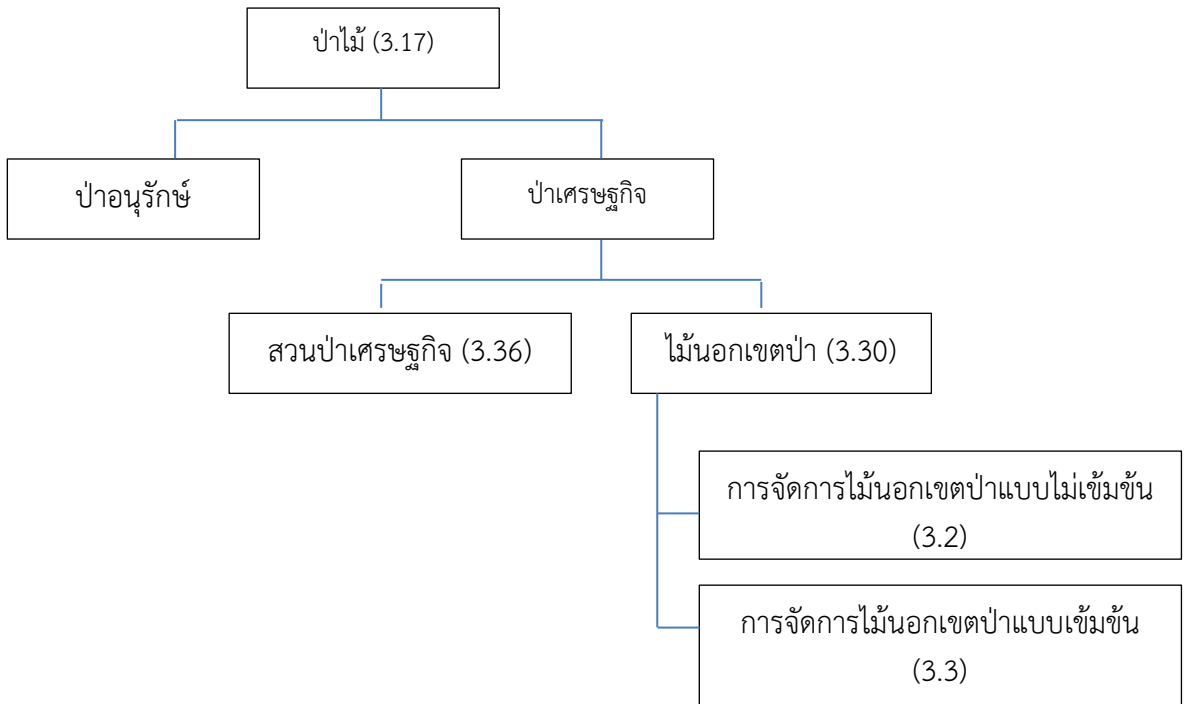 ป่าไม้ (3.17)
ป่าอนุรักษ์
ป่าเศรษฐกิจ
สวนป่าเศรษฐกิจ (3.36)
ไม้นอกเขตป่า (3.30)
การจัดการไม้นอกเขตป่าแบบไม่เข้มข้น
(3.2)
การจัดการไม้นอกเขตป่าแบบเข้มข้น
(3.3)